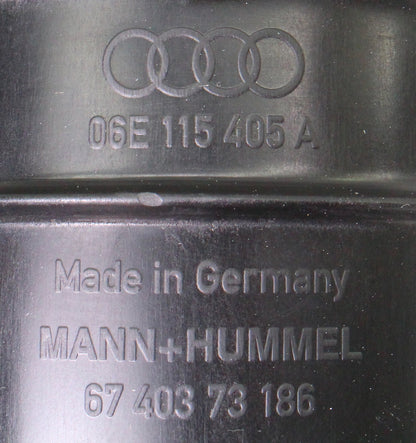 06E 115 405 A
Made in Germany
MANN+HUMMEL
67 403 73 186